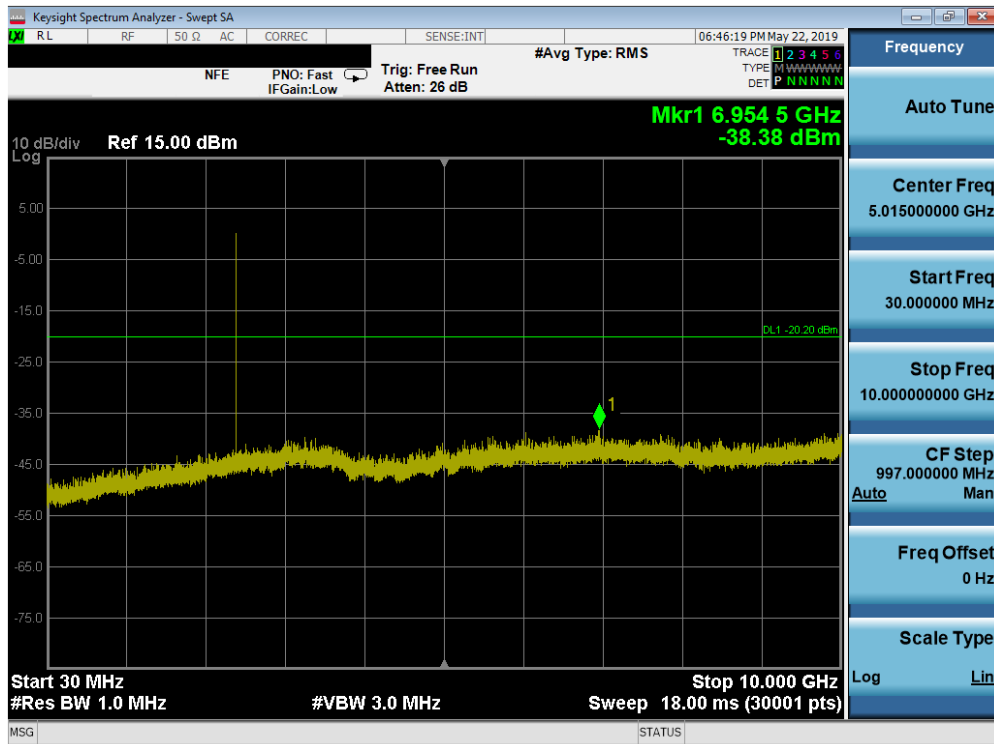 Keysight Spectrum Analyzer - Swept SA
LXI RL RF 50 Ω AC CORREC SENSE:INT 06:46:19 PM May 22, 2019
NFE PNO: Fast IFGain:Low Trig: Free Run Atten: 26 dB #Avg Type: RMS
TRACE 1 2 3 4 5 6
TYPE M WWWWW
DET P N N N N N
Mkr1 6.954 5 GHz
-38.38 dBm
10 dB/div Ref 15.00 dBm
Log
5.00
-5.00
-15.0
DL1 -20.20 dBm
-25.0
-35.0
1
-45.0
-55.0
-65.0
-75.0
Start 30 MHz Stop 10.000 GHz
#Res BW 1.0 MHz #VBW 3.0 MHz Sweep 18.00 ms (30001 pts)
MSG STATUS
Frequency
Auto Tune
Center Freq
5.015000000 GHz
Start Freq
30.000000 MHz
Stop Freq
10.000000000 GHz
CF Step
997.000000 MHz
Auto Man
Freq Offset
0 Hz
Scale Type
Log Lin